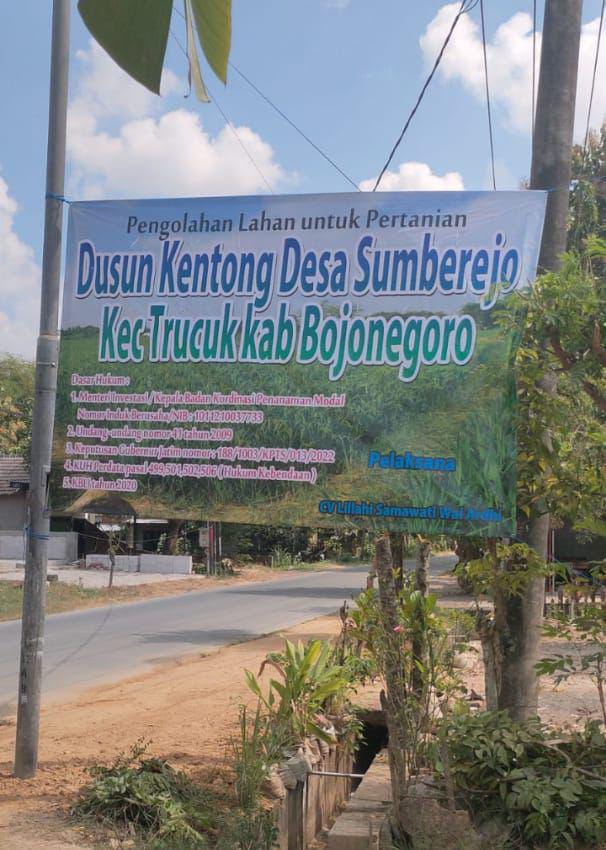 Pengolahan Lahan untuk Pertanian
Dusun Kentong Desa Sumberejo
Kec Trucuk kab Bojonegoro
Dasar Hukum :
1. Menteri Investasi / Kepala Badan Kordinasi Penanaman Modal
Nomor Induk Berusaha /NIB : 1011210037733
2. Undang-undang nomor 41 tahun 2009
3. Keputusan Gubernur Jatim nomor : 188/1003/KPTS/013/2022
4. KUH Perdata pasal 499,501,502,506 (Hukum Kebendaan)
5. KBLI tahun 2020
Pelaksana
CV Lillahi Samawati Wal Ardhi